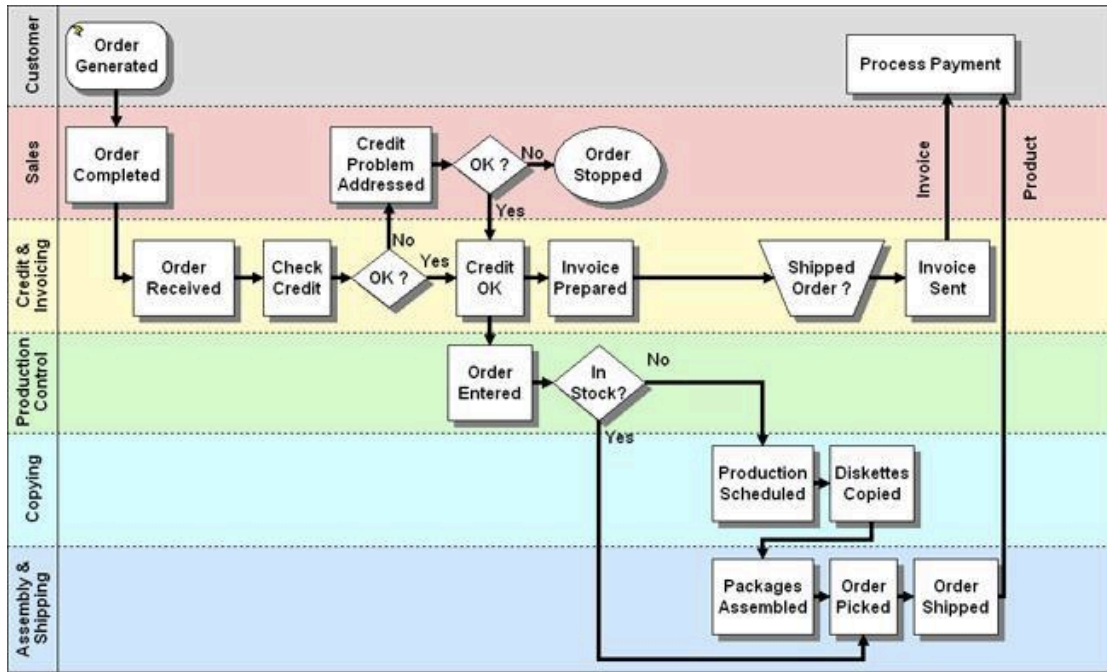 Customer
Order
Generated
Process Payment
Sales
Order
Completed
Credit
Problem
Addressed
OK ?
No
Order
Stopped
Yes
Invoice
Product
Credit &
Invoicing
Order
Received
Check
Credit
OK ?
No
Yes
Credit
OK
Invoice
Prepared
Shipped
Order ?
Invoice
Sent
Production
Control
Order
Entered
In
Stock?
No
Yes
Copying
Production
Scheduled
Diskettes
Copied
Assembly &
Shipping
Packages
Assembled
Order
Picked
Order
Shipped